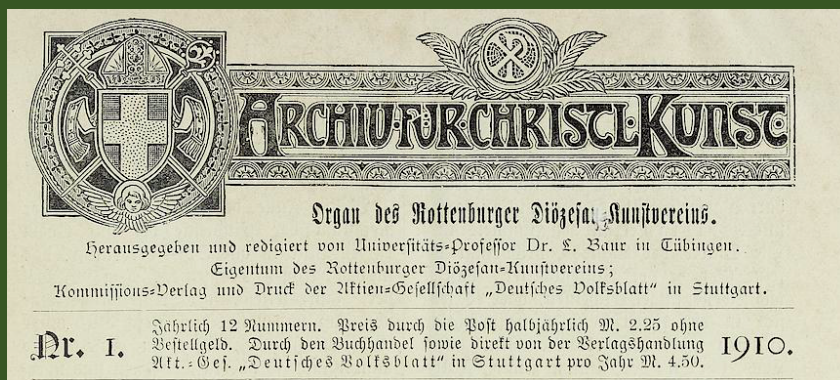 ARCHIV·FÜR·CHRISTL·KUNST·
Organ des Rottenburger Diözesan-Kunstvereins.
Herausgegeben und redigiert von Universitäts-Professor Dr. L. Baur in Tübingen.
Eigentum des Rottenburger Diözesan-Kunstvereins;
Kommissions-Verlag und Druck der Aktien-Gesellschaft „Deutsches Volksblatt“ in Stuttgart.
Nr. 1.
Jährlich 12 Nummern. Preis durch die Post halbjährlich M. 2.25 ohne
Bestellgeld. Durch den Buchhandel sowie direkt von der Verlagshandlung
Akt.-Ges. „Deutsches Volksblatt“ in Stuttgart pro Jahr M. 4.50.
1910.